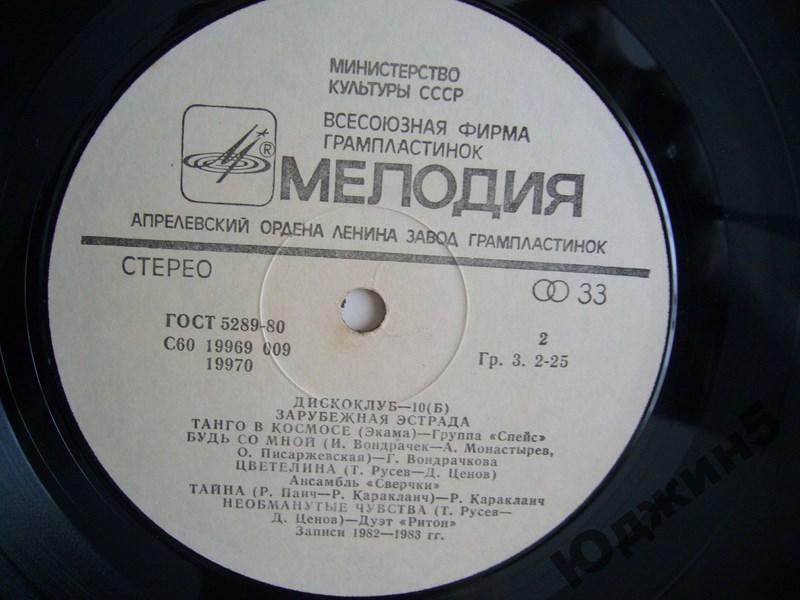 МИНИСТЕРСТВО
КУЛЬТУРЫ СССР
ВСЕСОЮЗНАЯ ФИРМА
ГРАМПЛАСТИНОК
®
МЕЛОДИЯ
АПРЕЛЕВСКИЙ ОРДЕНА ЛЕНИНА ЗАВОД ГРАМПЛАСТИНОК
СТЕРЕО
33
ГОСТ 5289-80
С60 19969 009
19970
2
Гр. 3. 2-25
ДИСКОКЛУБ—10(Б)
ЗАРУБЕЖНАЯ ЭСТРАДА
ТАНГО В КОСМОСЕ (Экама)—Группа «Спейс»
БУДЬ СО МНОЙ (И. Вондрачек—А. Монастырев,
О. Писаржевская)—Г. Вондрачкова
ЦВЕТЕЛИНА (Т. Русев—Д. Ценов)
Ансамбль «Сверчки»
ТАЙНА (Р. Паич—Р. Каракланч)—Р. Каракланч
НЕОБМАНУТЫЕ ЧУВСТВА (Т. Русев—
Д. Ценов)—Дуэт «Ритон»
Записи 1982—1983 гг.
Юджин5